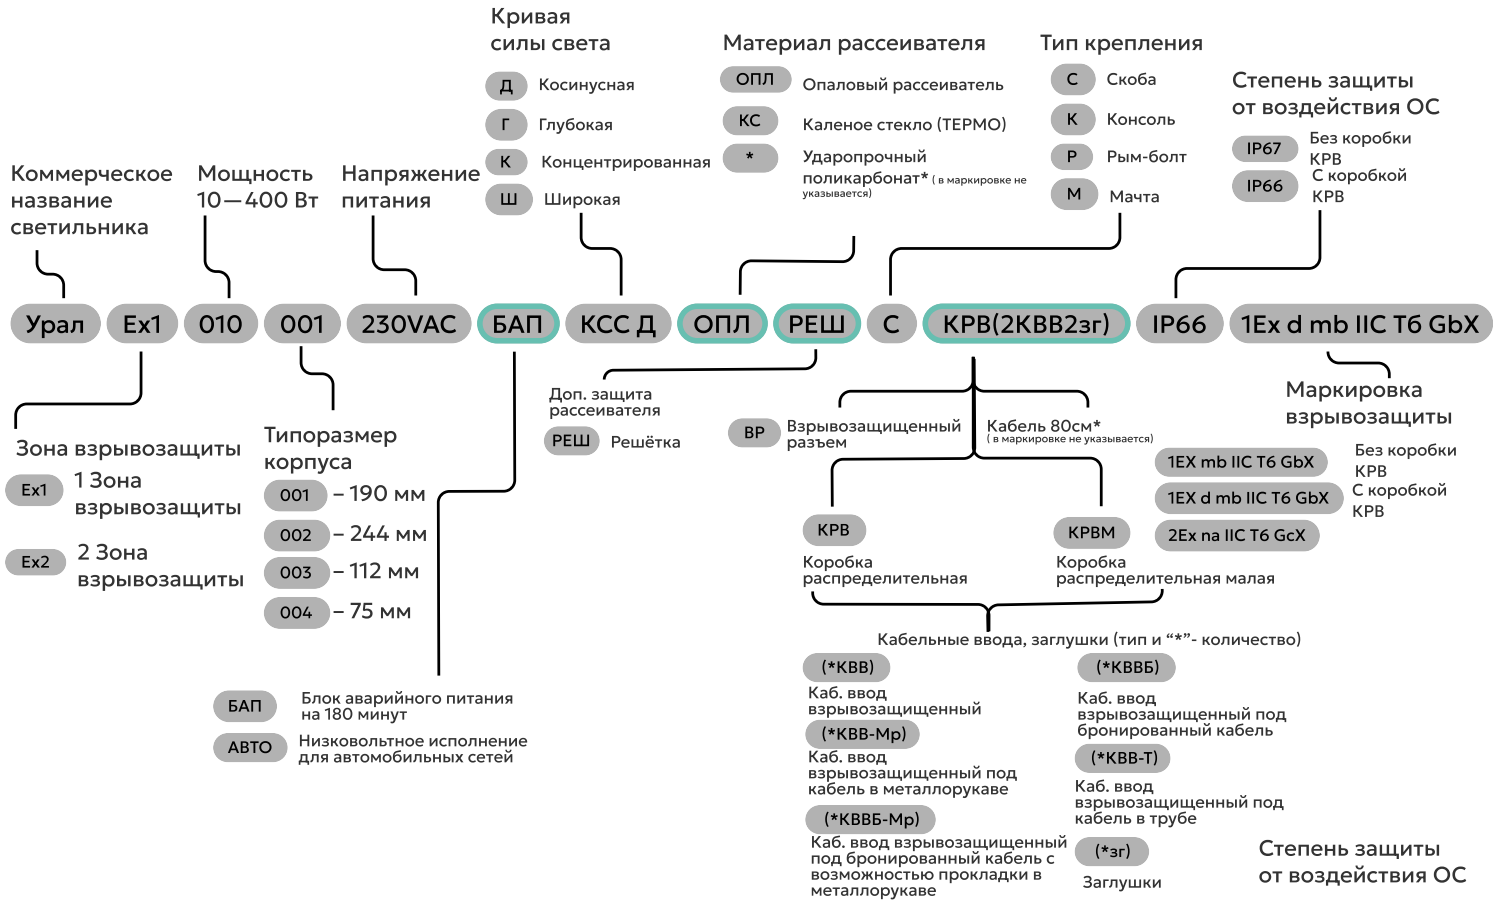 Кривая
силы света
Д Косинусная
Г Глубокая
К Концентрированная
Ш Широкая
Материал рассеивателя
ОПЛ Опаловый рассеиватель
КС Каленое стекло (ТЕРМО)
* Ударопрочный
поликарбонат* ( в маркировке не
указывается)
Тип крепления
С Скоба
К Консоль
Р Рым-болт
М Мачта
Степень защиты
от воздействия ОС
IP67 Без коробки
КРВ
IP66 С коробкой
КРВ
Коммерческое
название
светильника
Мощность
10—400 Вт
Напряжение
питания
Урал Ex1 010 001 230VAC БАП КСС Д ОПЛ РЕШ С КРВ(2КВВ2зг) IP66 1Ex d mb IIC T6 GbX
Зона взрывозащиты
Ex1 1 Зона
взрывозащиты
Ex2 2 Зона
взрывозащиты
Типоразмер
корпуса
001 – 190 мм
002 – 244 мм
003 – 112 мм
004 – 75 мм
БАП Блок аварийного питания
на 180 минут
АВТО Низковольтное исполнение
для автомобильных сетей
Доп. защита
рассеивателя
РЕШ Решётка
ВР Взрывозащищенный
разъем
Кабель 80см*
( в маркировке не указывается)
КРВ
Коробка
распределительная
КРВМ
Коробка
распределительная малая
Маркировка
взрывозащиты
1EX mb IIC T6 GbX Без коробки
КРВ
1EX d mb IIC T6 GbX С коробкой
КРВ
2Ex na IIC T6 GcX
Кабельные ввода, заглушки (тип и “*”- количество)
(*КВВ)
Каб. ввод
взрывозащищенный
(*КВВ-Мр)
Каб. ввод
взрывозащищенный под
кабель в металлорукаве
(*КВВБ-Мр)
Каб. ввод взрывозащищенный
под бронированный кабель с
возможностью прокладки в
металлорукаве
(*КВВБ)
Каб. ввод
взрывозащищенный под
бронированный кабель
(*КВВ-Т)
Каб. ввод
взрывозащищенный под
кабель в трубе
(*зг)
Заглушки
Степень защиты
от воздействия ОС